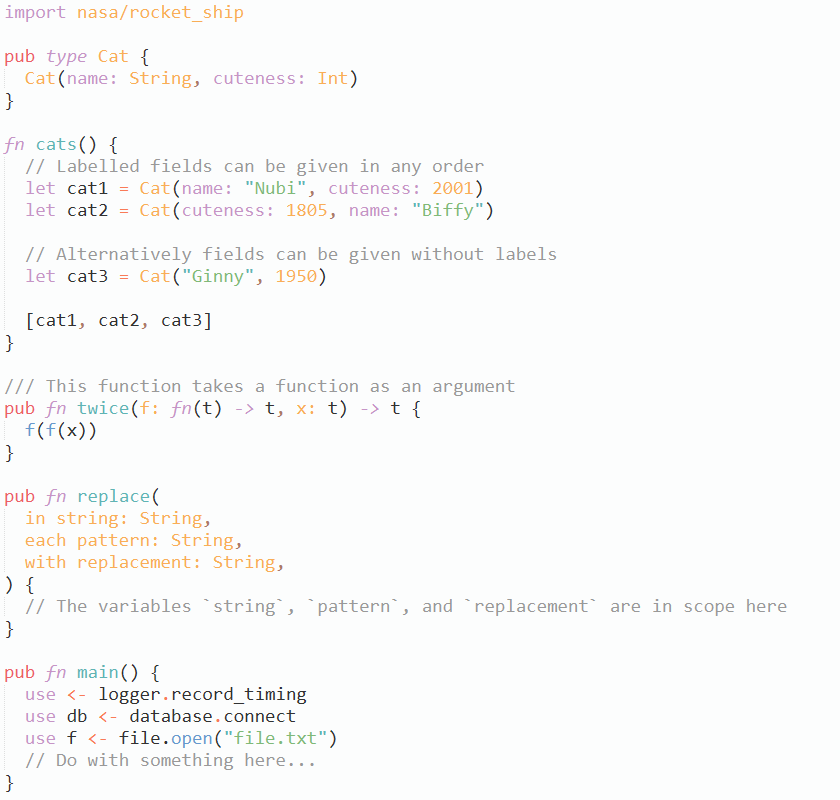 import nasa/rocket_ship

pub type Cat {
  Cat(name: String, cuteness: Int)
}

fn cats() {
  // Labelled fields can be given in any order
  let cat1 = Cat(name: "Nubi", cuteness: 2001)
  let cat2 = Cat(cuteness: 1805, name: "Biffy")

  // Alternatively fields can be given without labels
  let cat3 = Cat("Ginny", 1950)

  [cat1, cat2, cat3]
}

/// This function takes a function as an argument
pub fn twice(f: fn(t) -> t, x: t) -> t {
  f(f(x))
}

pub fn replace(
  in string: String,
  each pattern: String,
  with replacement: String,
) {
  // The variables `string`, `pattern`, and `replacement` are in scope here
}

pub fn main() {
  use <- logger.record_timing
  use db <- database.connect
  use f <- file.open("file.txt")
  // Do with something here...
}